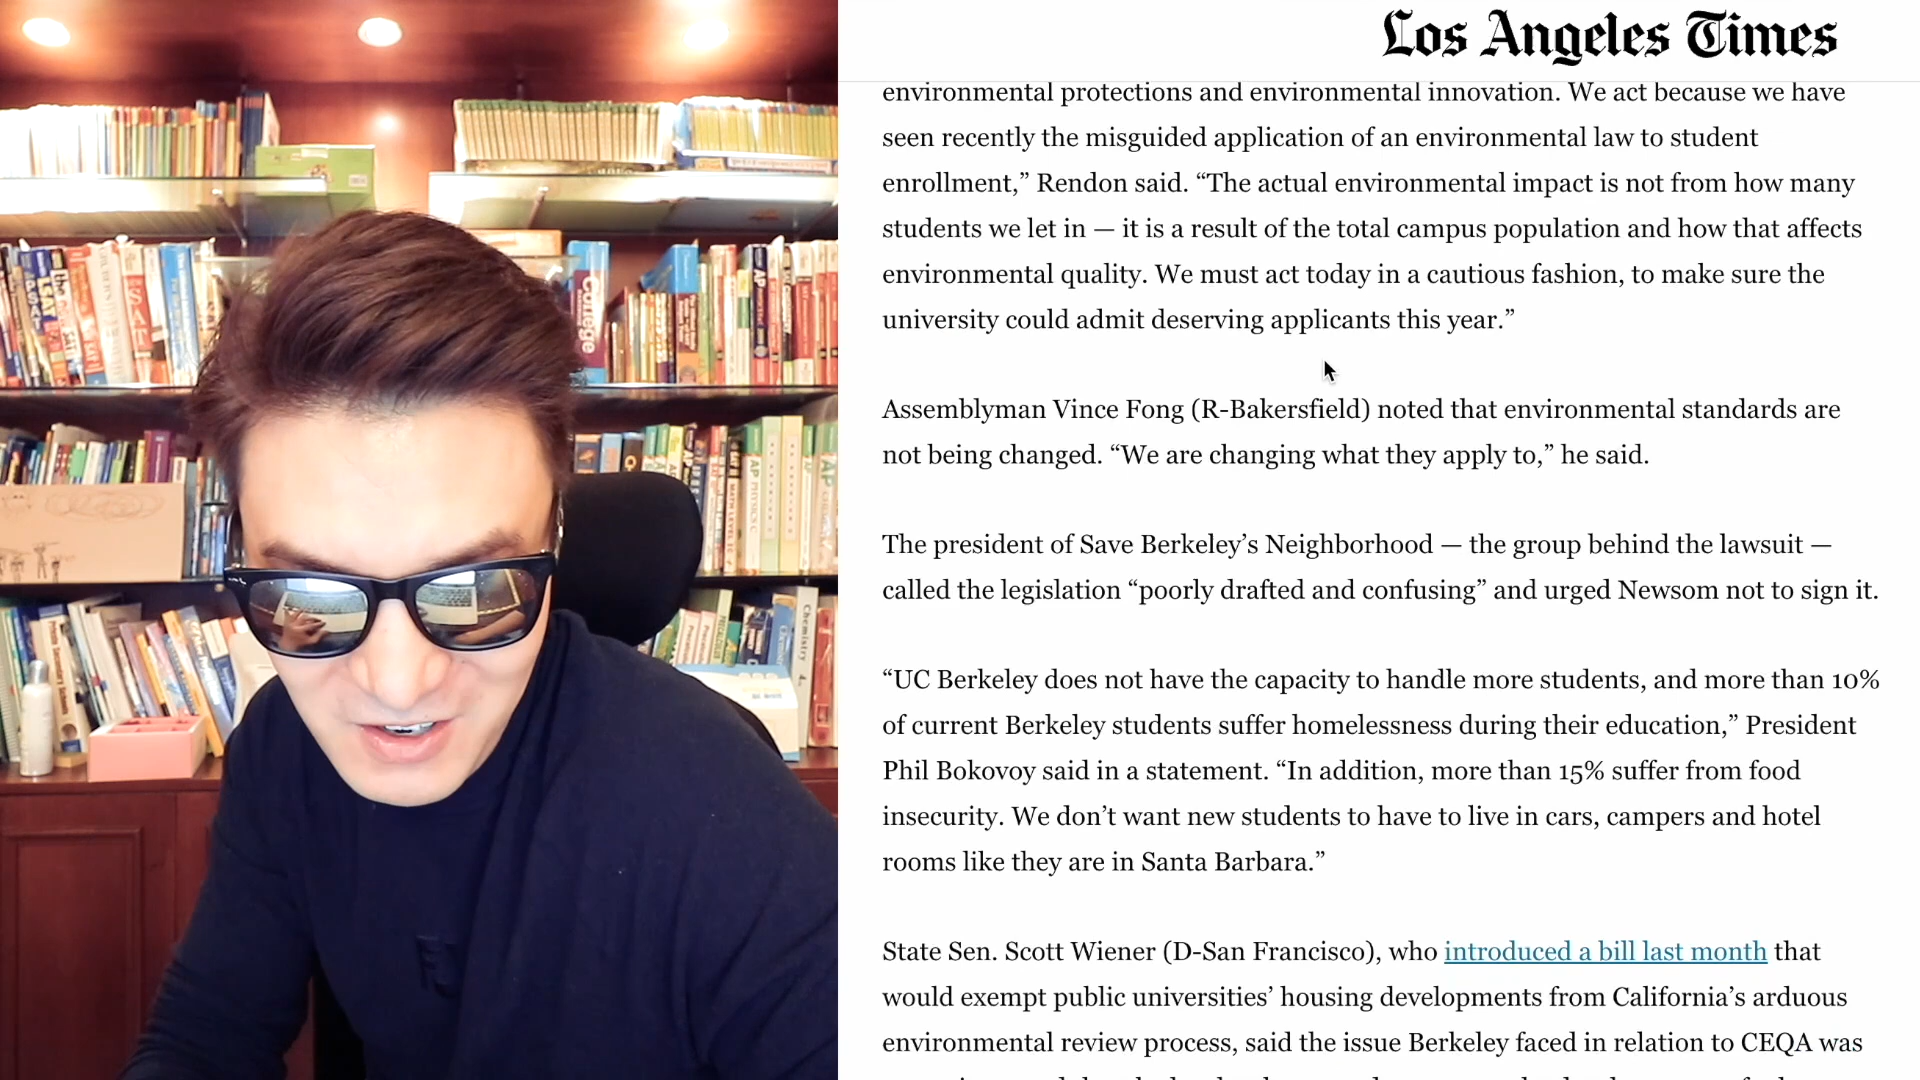 Los Angeles Times
environmental protections and environmental innovation. We act because we have
seen recently the misguided application of an environmental law to student
enrollment,” Rendon said. “The actual environmental impact is not from how many
students we let in — it is a result of the total campus population and how that affects
environmental quality. We must act today in a cautious fashion, to make sure the
university could admit deserving applicants this year.”
Assemblyman Vince Fong (R-Bakersfield) noted that environmental standards are
not being changed. “We are changing what they apply to,” he said.
The president of Save Berkeley’s Neighborhood — the group behind the lawsuit —
called the legislation “poorly drafted and confusing” and urged Newsom not to sign it.
“UC Berkeley does not have the capacity to handle more students, and more than 10%
of current Berkeley students suffer homelessness during their education,” President
Phil Bokovoy said in a statement. “In addition, more than 15% suffer from food
insecurity. We don’t want new students to have to live in cars, campers and hotel
rooms like they are in Santa Barbara.”
State Sen. Scott Wiener (D-San Francisco), who introduced a bill last month that
would exempt public universities’ housing developments from California’s arduous
environmental review process, said the issue Berkeley faced in relation to CEQA was
College
AP
AP
AP
AP PHYSICS C
MATH LEVEL
Chemistry